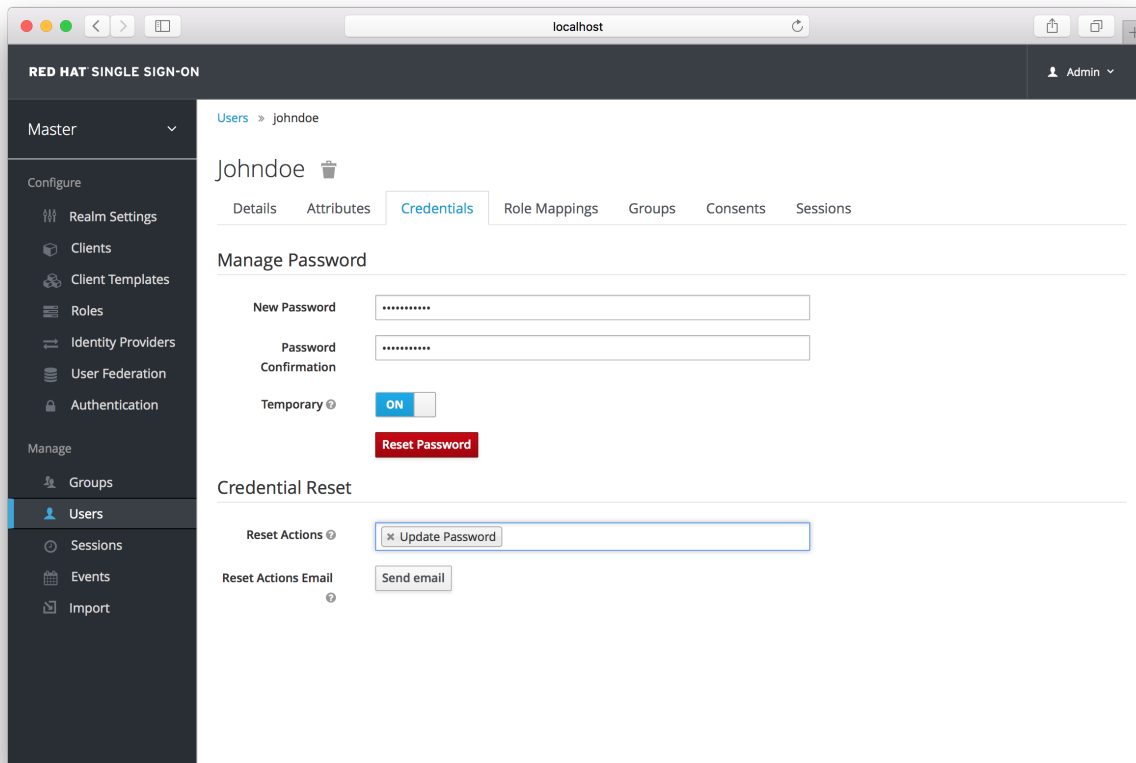 localhost
RED HAT SINGLE SIGN-ON
Admin
Master
Users » johndoe
Johndoe
Configure
Realm Settings
Clients
Client Templates
Roles
Identity Providers
User Federation
Authentication
Manage
Groups
Users
Sessions
Events
Import
Details Attributes Credentials Role Mappings Groups Consents Sessions
Manage Password
New Password
•••••••••••
Password
Confirmation
•••••••••••
Temporary
ON
Reset Password
Credential Reset
Reset Actions
Update Password
Reset Actions Email
Send email